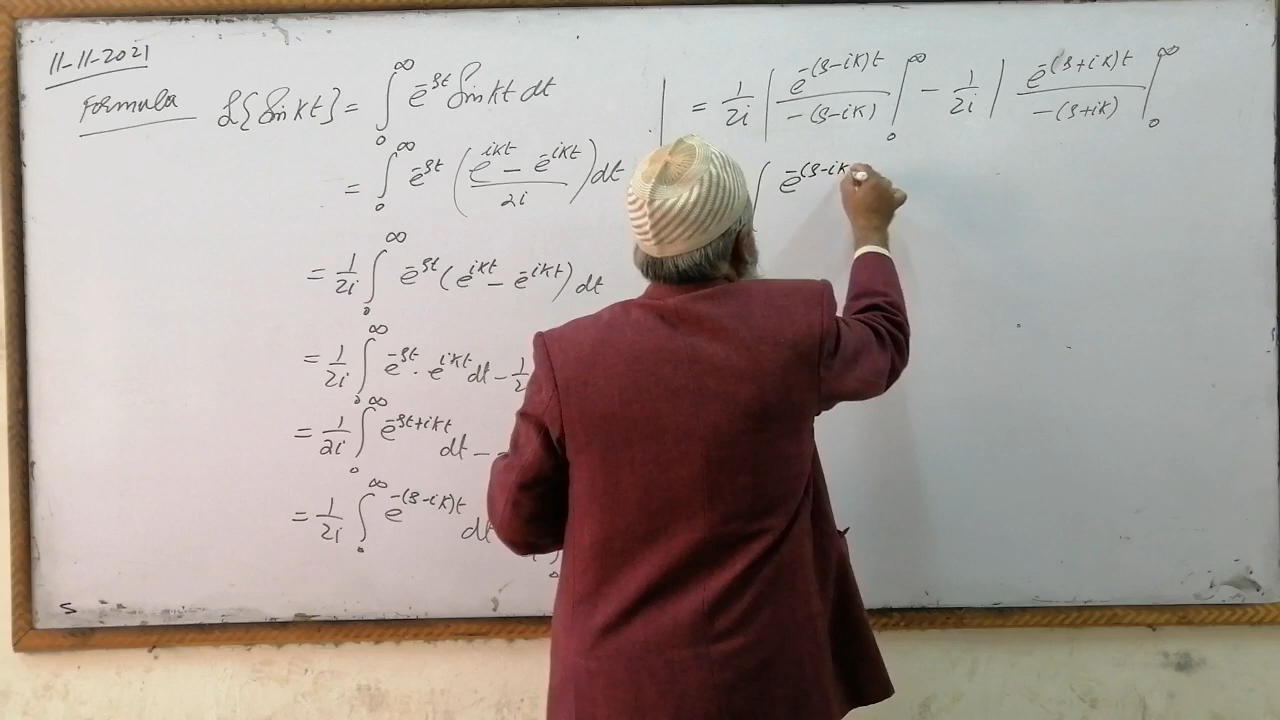 11-11-2021
Formula L{Sin kt} = ∫₀^∞ e^-st Sin kt dt
= ∫₀^∞ e^-st ( (e^ikt - e^-ikt) / 2i ) dt
= 1/2i ∫₀^∞ e^-st (e^ikt - e^-ikt) dt
= 1/2i ∫₀^∞ e^-st · e^ikt dt - 1/2
= 1/2i ∫₀^∞ e^-st+ikt dt -
= 1/2i ∫₀^∞ e^-(s-ik)t dt
S
= 1/2i | e^-(s-ik)t / -(s-ik) |₀^∞ - 1/2i | e^-(s+ik)t / -(s+ik) |₀^∞
e^-(s-ik